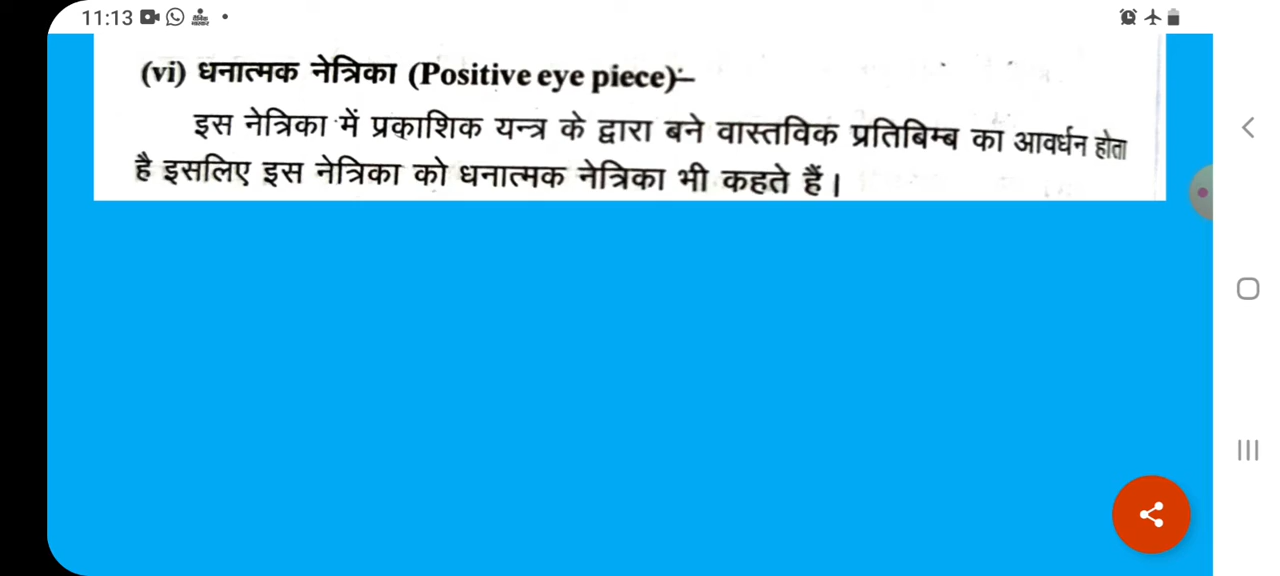 11:13
(vi) धनात्मक नेत्रिका (Positive eye piece)–
इस नेत्रिका में प्रकाशिक यन्त्र के द्वारा बने वास्तविक प्रतिबिम्ब का आवर्धन होता
है इसलिए इस नेत्रिका को धनात्मक नेत्रिका भी कहते हैं।